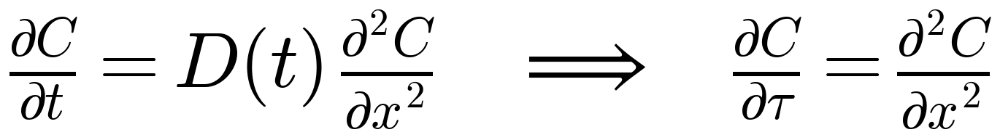 ∂C/∂t = D(t) ∂²C/∂x² ⟹ ∂C/∂τ = ∂²C/∂x²